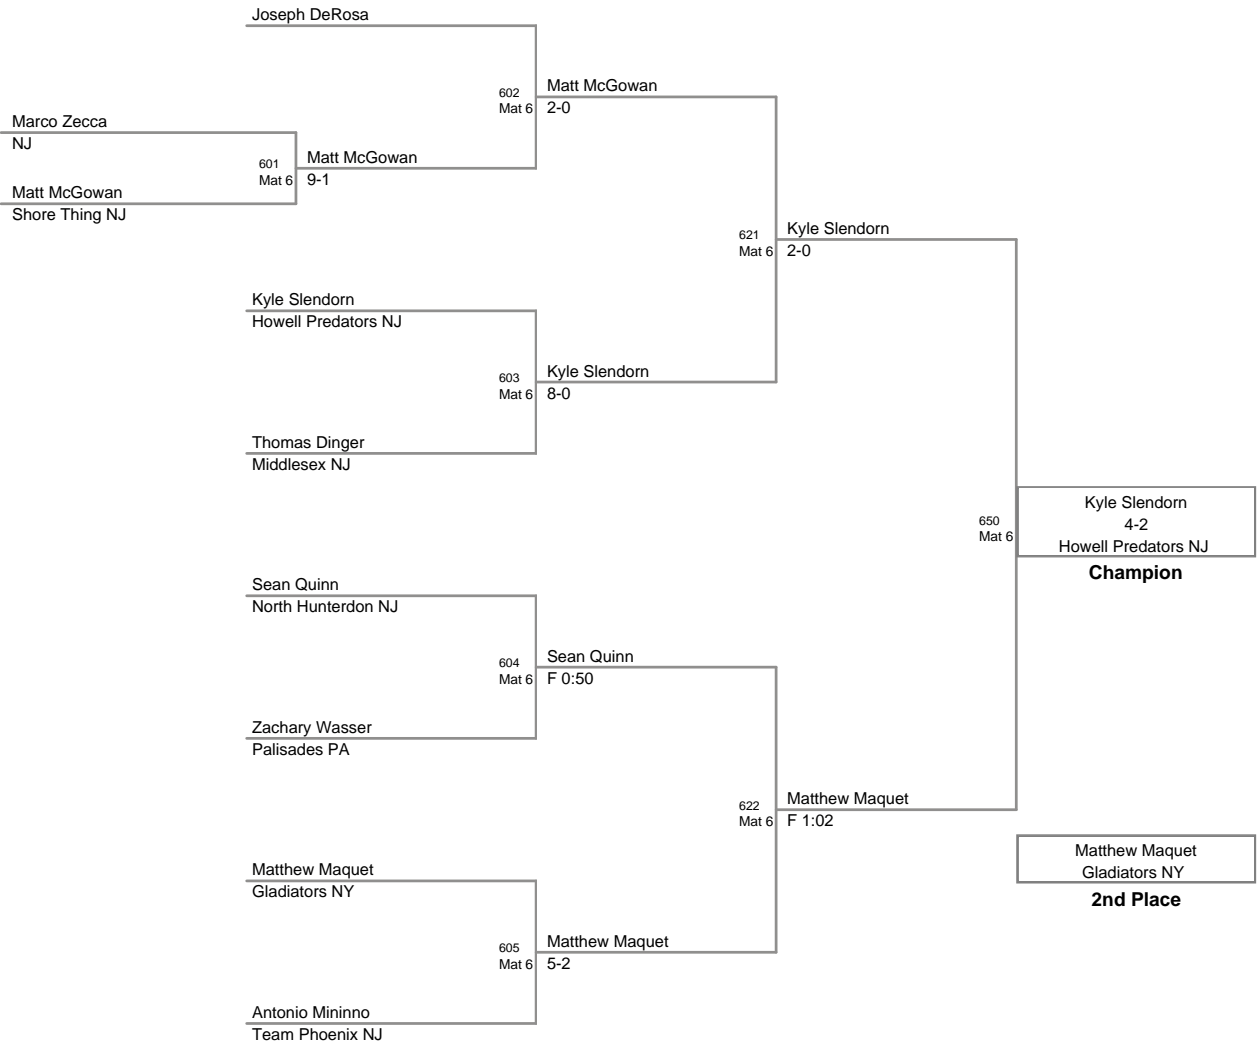 Joseph DeRosa
602
Mat 6
Matt McGowan
2-0
Marco Zecca
NJ
601
Mat 6
Matt McGowan
9-1
Matt McGowan
Shore Thing NJ
621
Mat 6
Kyle Slendorn
2-0
Kyle Slendorn
Howell Predators NJ
603
Mat 6
Kyle Slendorn
8-0
Thomas Dinger
Middlesex NJ
650
Mat 6
Kyle Slendorn
4-2
Howell Predators NJ
Champion
Sean Quinn
North Hunterdon NJ
604
Mat 6
Sean Quinn
F 0:50
Zachary Wasser
Palisades PA
622
Mat 6
Matthew Maquet
F 1:02
Matthew Maquet
Gladiators NY
2nd Place
Matthew Maquet
Gladiators NY
605
Mat 6
Matthew Maquet
5-2
Antonio Mininno
Team Phoenix NJ